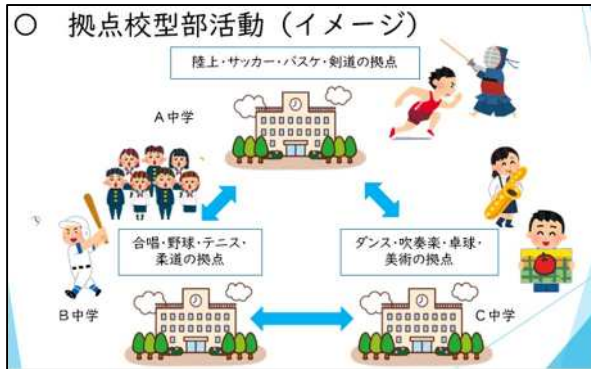 ○ 拠点校型部活動（イメージ）
陸上・サッカー・バスケ・剣道の拠点
A中学
合唱・野球・テニス・
柔道の拠点
ダンス・吹奏楽・卓球・
美術の拠点
B中学
C中学